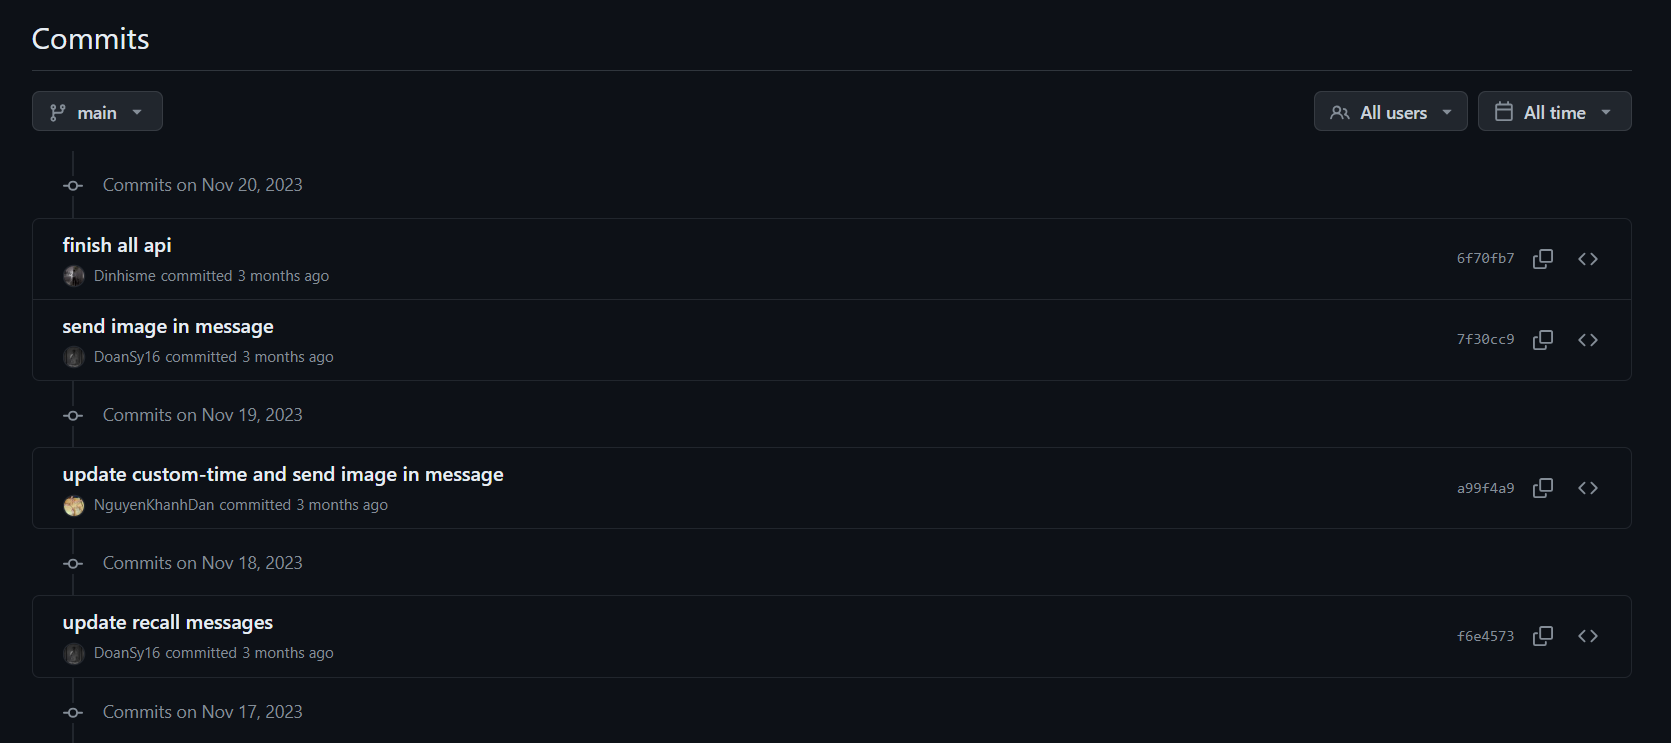 Commits
main
All users
All time
Commits on Nov 20, 2023
finish all api
Dinhisme committed 3 months ago
6f70fb7
send image in message
DoanSy16 committed 3 months ago
7f30cc9
Commits on Nov 19, 2023
update custom-time and send image in message
NguyenKhanhDan committed 3 months ago
a99f4a9
Commits on Nov 18, 2023
update recall messages
DoanSy16 committed 3 months ago
f6e4573
Commits on Nov 17, 2023